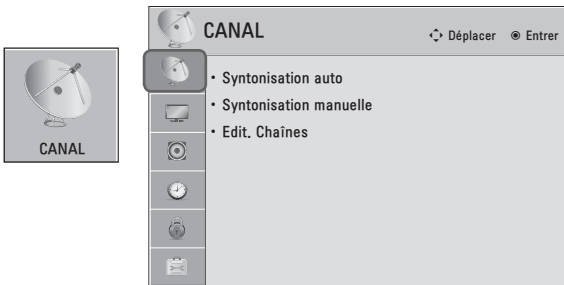 CANAL
CANAL
Déplacer
Entrer
• Syntonisation auto
• Syntonisation manuelle
• Edit. Chaînes